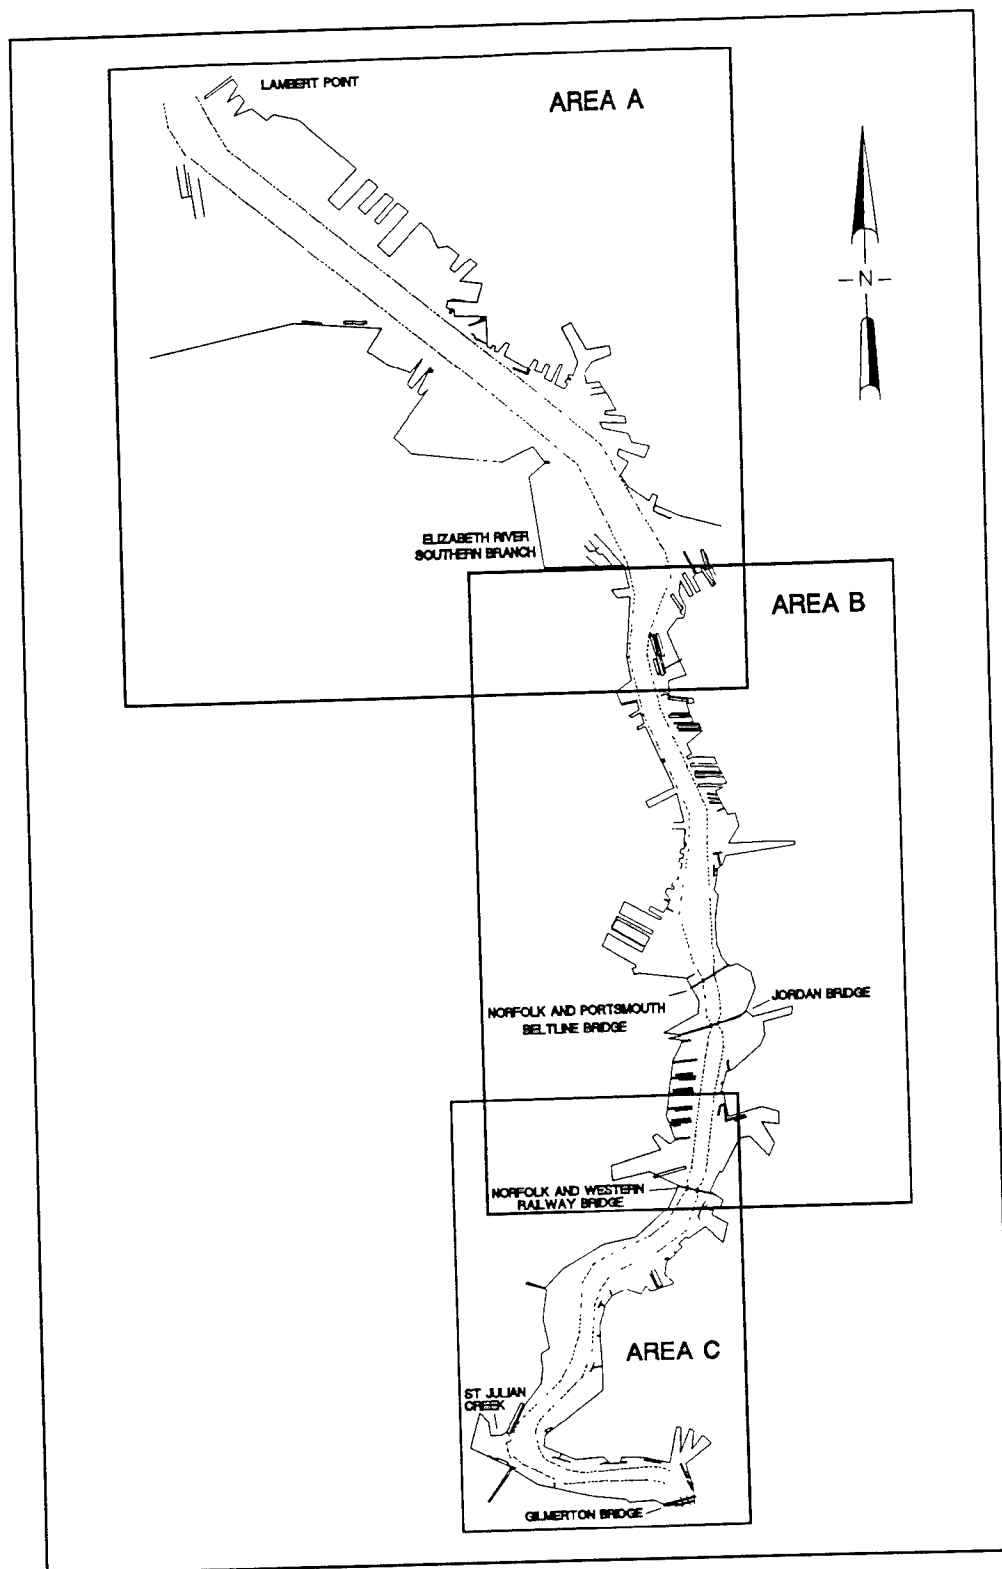 LAMBERT POINT
AREA A
-N-
ELIZABETH RIVER
SOUTHERN BRANCH
AREA B
NORFOLK AND PORTSMOUTH
BELTLINE BRIDGE
JORDAN BRIDGE
NORFOLK AND WESTERN
RAILWAY BRIDGE
AREA C
ST JULIAN
CREEK
GILMERTON BRIDGE